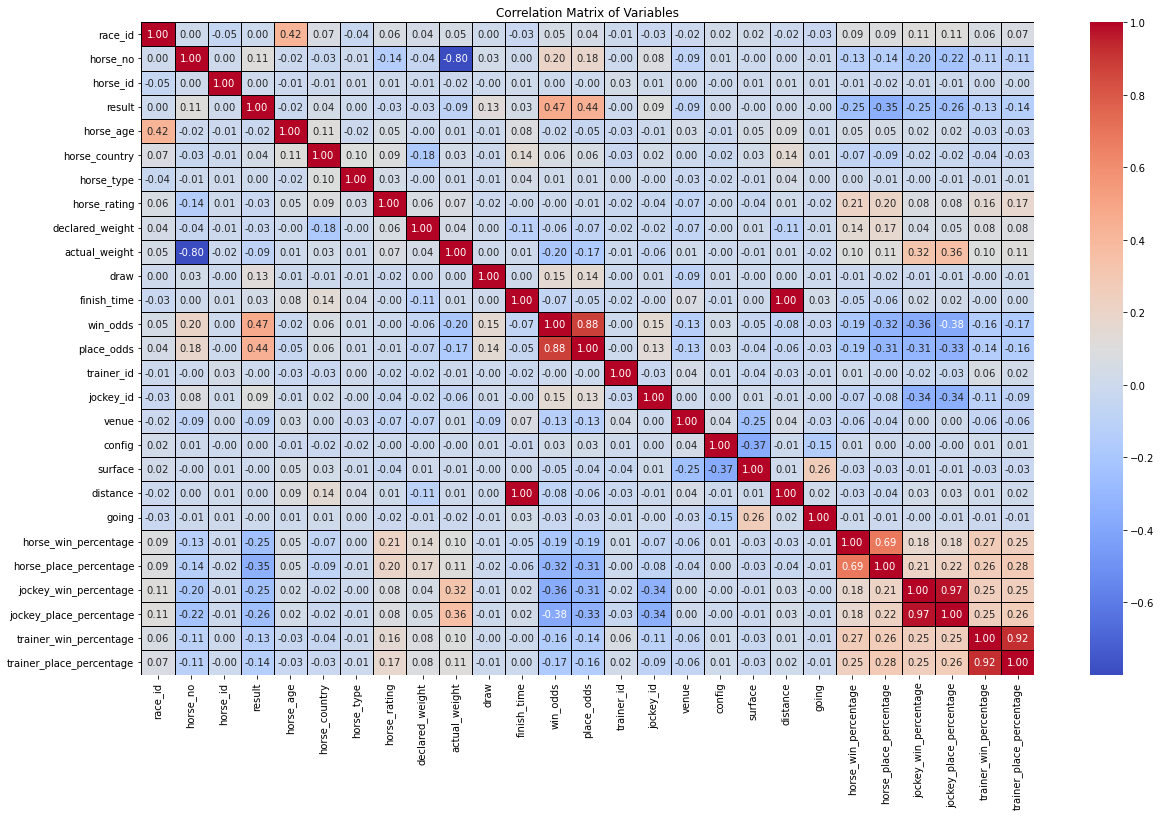 Correlation Matrix of Variables
race_id 1.00 0.00 -0.05 0.00 0.42 0.07 -0.04 0.06 0.04 0.05 0.00 -0.03 0.05 0.04 -0.01 -0.03 -0.02 0.02 0.02 -0.02 -0.03 0.09 0.09 0.11 0.11 0.06 0.07
horse_no 0.00 1.00 0.00 0.11 -0.02 -0.03 -0.01 -0.14 -0.04 -0.80 0.03 0.00 0.20 0.18 -0.00 0.08 -0.09 0.01 -0.00 0.00 -0.01 -0.13 -0.14 -0.20 -0.22 -0.11 -0.11
horse_id -0.05 0.00 1.00 0.00 -0.01 -0.01 0.01 0.01 -0.01 -0.02 -0.00 0.01 0.00 -0.00 0.03 0.01 0.00 -0.00 0.01 0.01 -0.01 -0.01 -0.02 -0.01 -0.01 0.00 -0.00
result 0.00 0.11 0.00 1.00 -0.02 0.04 0.00 -0.03 -0.03 -0.09 0.13 0.03 0.47 0.44 -0.00 0.09 -0.09 0.00 -0.00 0.00 -0.00 -0.25 -0.35 -0.25 -0.26 -0.13 -0.14
horse_age 0.42 -0.02 -0.01 -0.02 1.00 0.11 -0.02 0.05 -0.00 0.01 -0.01 0.08 -0.02 -0.05 -0.03 -0.01 0.03 -0.01 0.05 0.09 0.01 0.05 0.05 0.02 0.02 -0.03 -0.03
horse_country 0.07 -0.03 -0.01 0.04 0.11 1.00 0.10 0.09 -0.18 0.03 -0.01 0.14 0.06 0.06 -0.03 0.02 0.00 -0.02 0.03 0.14 0.01 -0.07 -0.09 -0.02 -0.02 -0.04 -0.03
horse_type -0.04 -0.01 0.01 0.00 -0.02 0.10 1.00 0.03 -0.00 0.01 -0.01 0.04 0.01 0.01 0.00 -0.00 -0.03 -0.02 -0.01 0.04 0.00 0.00 -0.01 -0.00 -0.01 -0.01 -0.01
horse_rating 0.06 -0.14 0.01 -0.03 0.05 0.09 0.03 1.00 0.06 0.07 -0.02 -0.00 -0.00 -0.01 -0.02 -0.04 -0.07 -0.00 -0.04 0.01 -0.02 0.21 0.20 0.08 0.08 0.16 0.17
declared_weight 0.04 -0.04 -0.01 -0.03 -0.00 -0.18 -0.00 0.06 1.00 0.04 0.00 -0.11 -0.06 -0.07 -0.02 -0.02 -0.07 -0.00 0.01 -0.11 -0.01 0.14 0.17 0.04 0.05 0.08 0.08
actual_weight 0.05 -0.80 -0.02 -0.09 0.01 0.03 0.01 0.07 0.04 1.00 0.00 0.01 -0.20 -0.17 -0.01 -0.06 0.01 -0.00 -0.01 0.01 -0.02 0.10 0.11 0.32 0.36 0.10 0.11
draw 0.00 0.03 -0.00 0.13 -0.01 -0.01 -0.01 -0.02 0.00 0.00 1.00 0.00 0.15 0.14 -0.00 0.01 -0.09 0.01 -0.00 0.00 -0.01 -0.01 -0.02 -0.01 -0.01 -0.00 -0.01
finish_time -0.03 0.00 0.01 0.03 0.08 0.14 0.04 -0.00 -0.11 0.01 0.00 1.00 -0.07 -0.05 -0.02 -0.00 0.07 -0.01 0.00 1.00 0.03 -0.05 -0.06 0.02 0.02 -0.00 0.00
win_odds 0.05 0.20 0.00 0.47 -0.02 0.06 0.01 -0.00 -0.06 -0.20 0.15 -0.07 1.00 0.88 -0.00 0.15 -0.13 0.03 -0.05 -0.08 -0.03 -0.19 -0.32 -0.36 -0.38 -0.16 -0.17
place_odds 0.04 0.18 -0.00 0.44 -0.05 0.06 0.01 -0.01 -0.07 -0.17 0.14 -0.05 0.88 1.00 -0.00 0.13 -0.13 0.03 -0.04 -0.06 -0.03 -0.19 -0.31 -0.31 -0.33 -0.14 -0.16
trainer_id -0.01 -0.00 0.03 -0.00 -0.03 -0.03 0.00 -0.02 -0.02 -0.01 -0.00 -0.02 -0.00 -0.00 1.00 -0.03 0.04 0.01 -0.04 -0.03 -0.01 0.01 -0.00 -0.02 -0.03 0.06 0.02
jockey_id -0.03 0.08 0.01 0.09 -0.01 0.02 -0.00 -0.04 -0.02 -0.06 0.01 -0.00 0.15 0.13 -0.03 1.00 0.00 -0.00 0.01 -0.01 -0.00 -0.07 -0.08 -0.34 -0.34 -0.11 -0.09
venue -0.02 -0.09 0.00 -0.09 0.03 0.00 -0.03 -0.07 -0.07 0.01 -0.09 0.07 -0.13 -0.13 0.04 0.00 1.00 0.04 -0.25 0.04 -0.03 -0.06 -0.04 0.00 0.00 -0.06 -0.06
config 0.02 0.01 -0.00 0.00 -0.01 -0.02 -0.02 -0.00 -0.00 -0.00 0.01 -0.01 0.03 0.03 0.01 -0.00 0.04 1.00 -0.37 -0.01 -0.15 0.01 0.00 -0.00 -0.00 0.01 0.01
surface 0.02 -0.00 0.01 -0.00 0.05 0.03 -0.01 -0.04 0.01 -0.01 -0.00 0.00 -0.05 -0.04 -0.04 0.01 -0.25 -0.37 1.00 0.01 0.26 -0.03 -0.03 -0.01 -0.01 -0.03 -0.03
distance -0.02 0.00 0.01 0.00 0.09 0.14 0.04 0.01 -0.11 0.01 0.00 1.00 -0.08 -0.06 -0.03 -0.01 0.04 -0.01 0.01 1.00 0.02 -0.03 -0.04 0.03 0.03 0.01 0.02
going -0.03 -0.01 -0.01 -0.00 0.01 0.01 0.00 -0.02 -0.01 -0.02 -0.01 0.03 -0.03 -0.03 -0.01 -0.00 -0.03 -0.15 0.26 0.02 1.00 -0.01 -0.01 -0.00 -0.01 -0.01 -0.01
horse_win_percentage 0.09 -0.13 -0.01 -0.25 0.05 -0.07 0.00 0.21 0.14 0.10 -0.01 -0.05 -0.19 -0.19 0.01 -0.07 -0.06 0.01 -0.03 -0.03 -0.01 1.00 0.69 0.18 0.18 0.27 0.25
horse_place_percentage 0.09 -0.14 -0.02 -0.35 0.05 -0.09 -0.01 0.20 0.17 0.11 -0.02 -0.06 -0.32 -0.31 -0.00 -0.08 -0.04 0.00 -0.03 -0.04 -0.01 0.69 1.00 0.21 0.22 0.26 0.28
jockey_win_percentage 0.11 -0.20 -0.01 -0.25 0.02 -0.02 -0.00 0.08 0.04 0.32 -0.01 0.02 -0.36 -0.31 -0.02 -0.34 0.00 -0.00 -0.01 0.03 -0.00 0.18 0.21 1.00 0.97 0.25 0.25
jockey_place_percentage 0.11 -0.22 -0.01 -0.26 0.02 -0.02 -0.01 0.08 0.05 0.36 -0.01 0.02 -0.38 -0.33 -0.03 -0.34 0.00 -0.00 -0.01 0.03 -0.01 0.18 0.22 0.97 1.00 0.25 0.26
trainer_win_percentage 0.06 -0.11 0.00 -0.13 -0.03 -0.04 -0.01 0.16 0.08 0.10 -0.00 -0.00 -0.16 -0.14 0.06 -0.11 -0.06 0.01 -0.03 0.01 -0.01 0.27 0.26 0.25 0.25 1.00 0.92
trainer_place_percentage 0.07 -0.11 -0.00 -0.14 -0.03 -0.03 -0.01 0.17 0.08 0.11 -0.01 0.00 -0.17 -0.16 0.02 -0.09 -0.06 0.01 -0.03 0.02 -0.01 0.25 0.28 0.25 0.26 0.92 1.00
race_id horse_no horse_id result horse_age horse_country horse_type horse_rating declared_weight actual_weight draw finish_time win_odds place_odds trainer_id jockey_id venue config surface distance going horse_win_percentage horse_place_percentage jockey_win_percentage jockey_place_percentage trainer_win_percentage trainer_place_percentage
1.0
0.8
0.6
0.4
0.2
0.0
−0.2
−0.4
−0.6